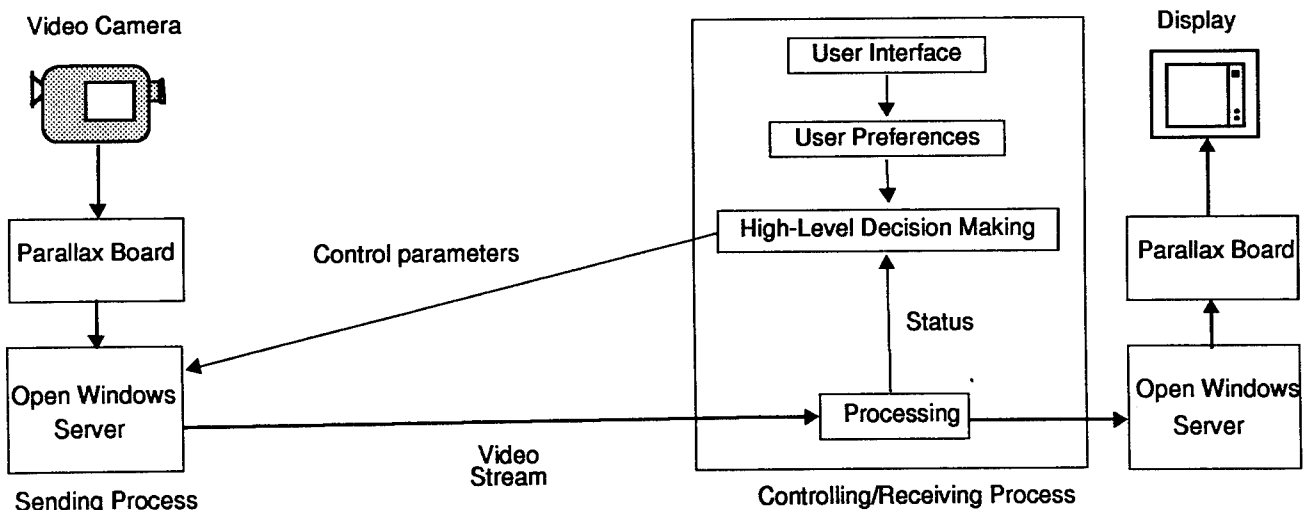 Video Camera
Display
User Interface
User Preferences
High-Level Decision Making
Parallax Board
Control parameters
Parallax Board
Status
Open Windows
Server
Processing
Open Windows
Server
Video
Stream
Sending Process
Controlling/Receiving Process